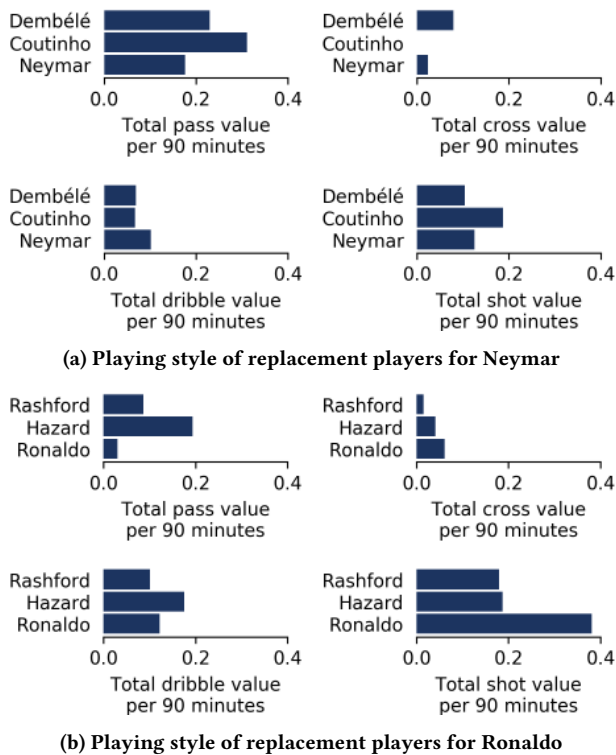 Dembélé
Coutinho
Neymar
0.0 0.2 0.4
Total pass value
per 90 minutes
Dembélé
Coutinho
Neymar
0.0 0.2 0.4
Total cross value
per 90 minutes
Dembélé
Coutinho
Neymar
0.0 0.2 0.4
Total dribble value
per 90 minutes
Dembélé
Coutinho
Neymar
0.0 0.2 0.4
Total shot value
per 90 minutes
(a) Playing style of replacement players for Neymar
Rashford
Hazard
Ronaldo
0.0 0.2 0.4
Total pass value
per 90 minutes
Rashford
Hazard
Ronaldo
0.0 0.2 0.4
Total cross value
per 90 minutes
Rashford
Hazard
Ronaldo
0.0 0.2 0.4
Total dribble value
per 90 minutes
Rashford
Hazard
Ronaldo
0.0 0.2 0.4
Total shot value
per 90 minutes
(b) Playing style of replacement players for Ronaldo